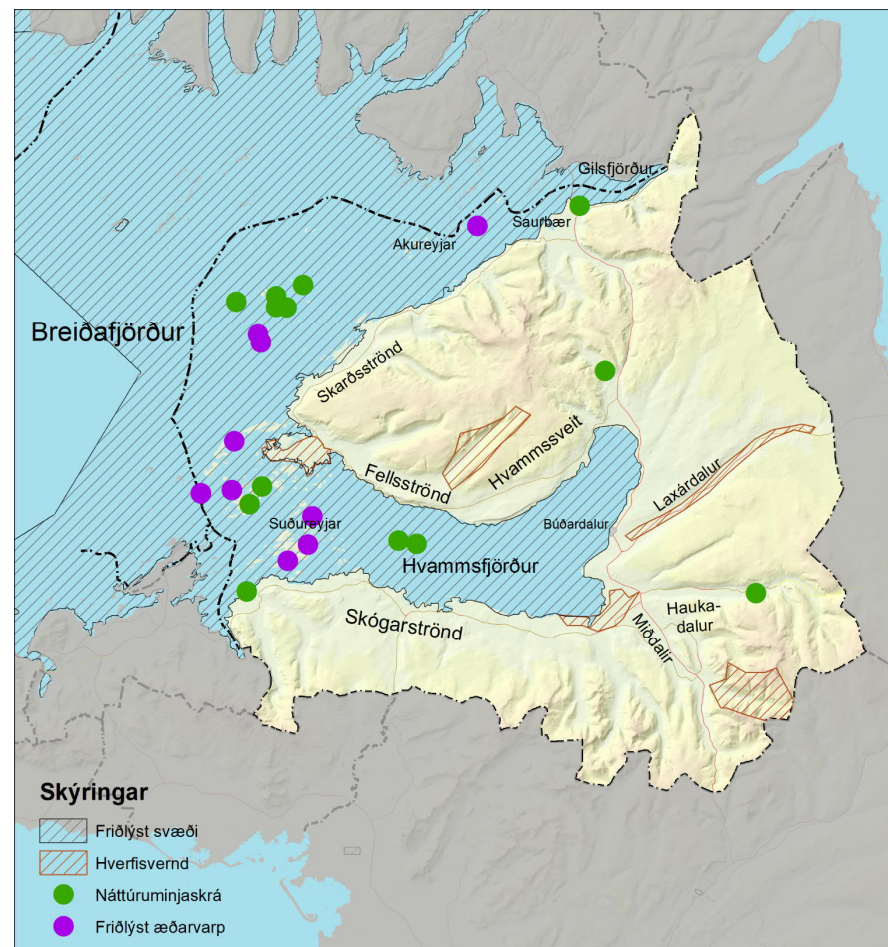 Gilsfjörður
Saurbær
Akureyjar
Breiðafjörður
Skarðsströnd
Hvammssveit
Fellsströnd
Laxárdalur
Suðureyjar
Búðardalur
Hvammsfjörður
Hauka-
dalur
Skógarströnd
Miðdalir
Skýringar
Friðlýst svæði
Hverfisvernd
Náttúruminjaskrá
Friðlýst æðarvarp